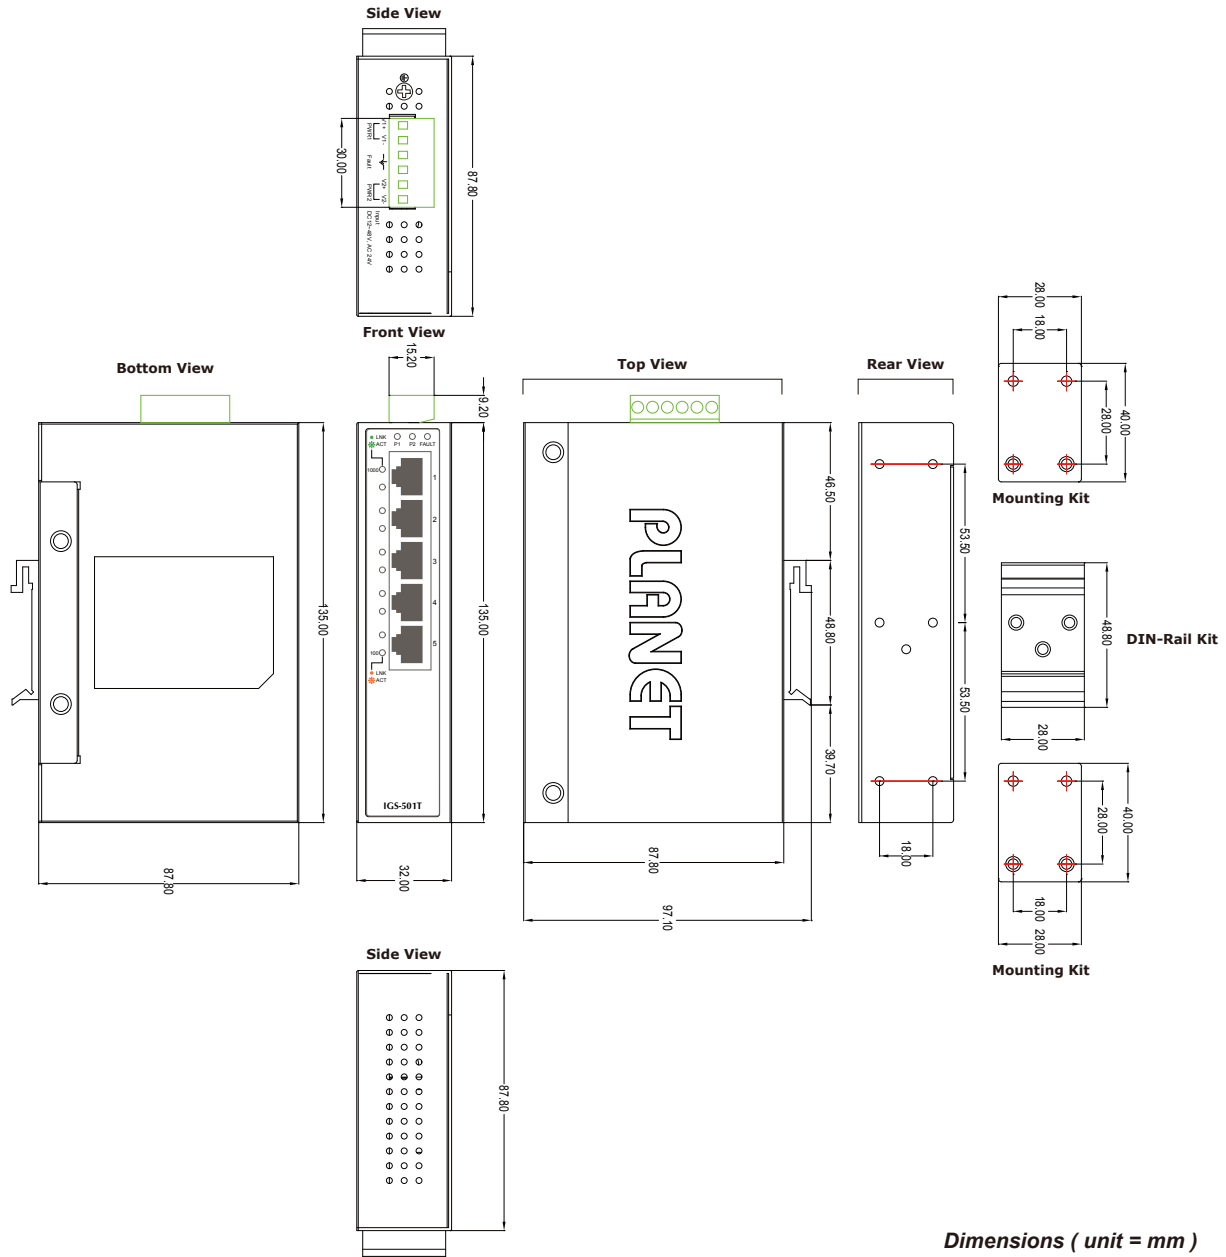 Side View
V1+ V1-
PWR1
Fault
V2+ V2-
PWR2
Input
DC 12~48V, AC 24V
30.00
87.80
Front View
15.20
9.20
LNK
ACT
P1 P2 FAULT
1000
1
2
3
4
5
100
LNK
ACT
IGS-501T
135.00
32.00
Bottom View
135.00
87.80
Top View
PLANET
46.50
48.80
39.70
87.80
97.10
Rear View
53.50
53.50
18.00
28.00
18.00
28.00
40.00
Mounting Kit
48.80
DIN-Rail Kit
28.00
28.00
40.00
18.00
28.00
Mounting Kit
Side View
87.80
Dimensions ( unit = mm )